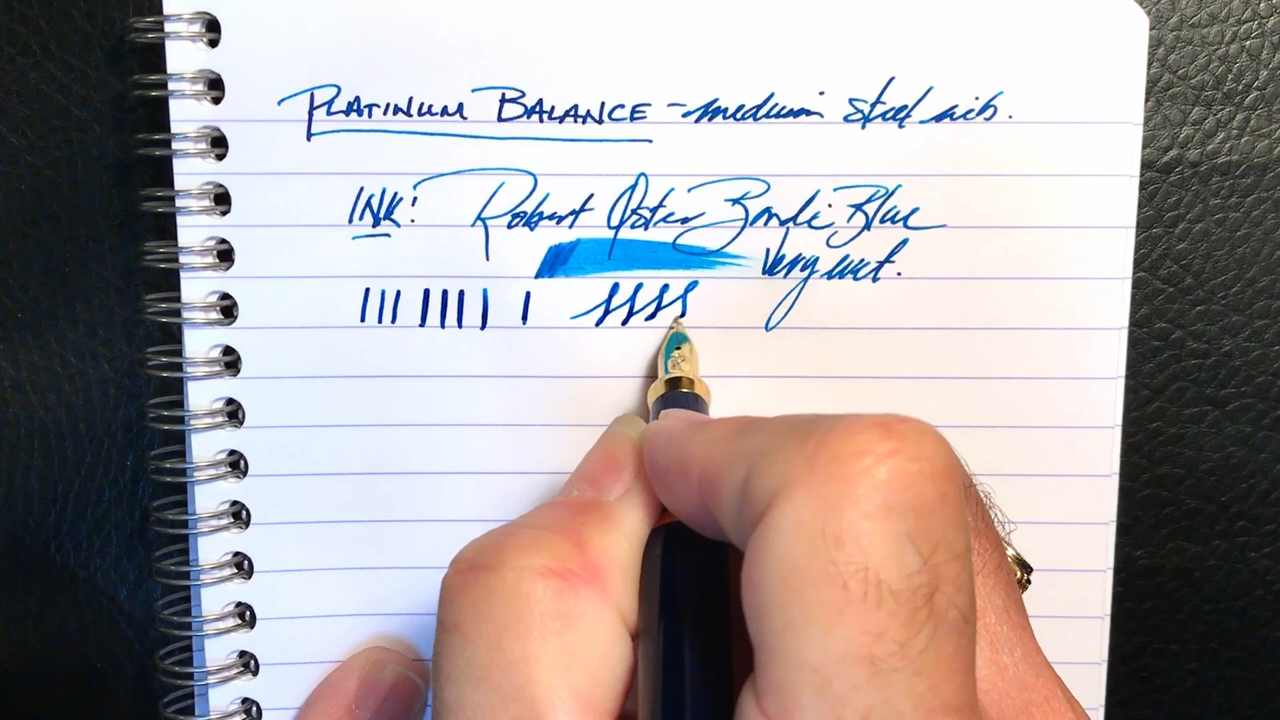 PLATINUM BALANCE - medium steel nib.
INK: Robert Oster Bondi Blue
Very wet.